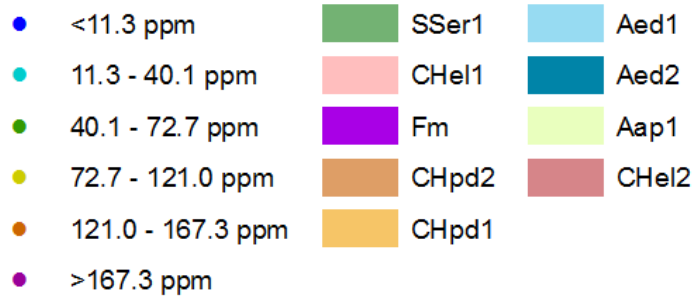 <11.3 ppm SSer1 Aed1
11.3 - 40.1 ppm CHel1 Aed2
40.1 - 72.7 ppm Fm Aap1
72.7 - 121.0 ppm CHpd2 CHel2
121.0 - 167.3 ppm CHpd1
>167.3 ppm